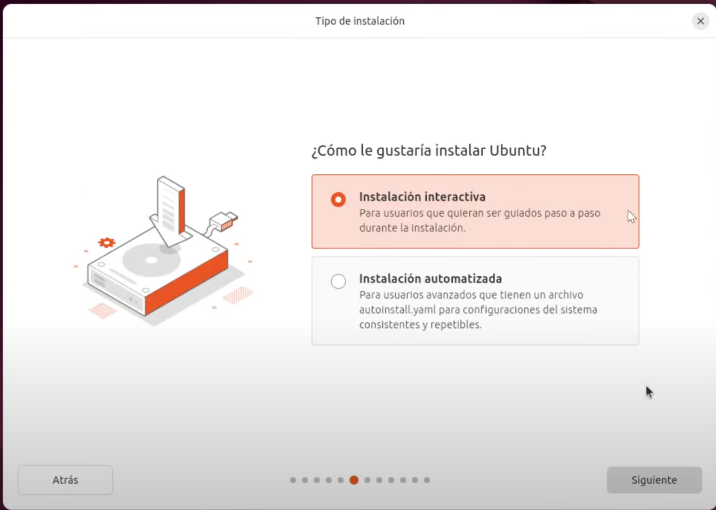 Tipo de instalación
¿Cómo le gustaría instalar Ubuntu?
Instalación interactiva
Para usuarios que quieran ser guiados paso a paso
durante la instalación.
Instalación automatizada
Para usuarios avanzados que tienen un archivo
autoinstall.yaml para configuraciones del sistema
consistentes y repetibles.
Atrás
Siguiente